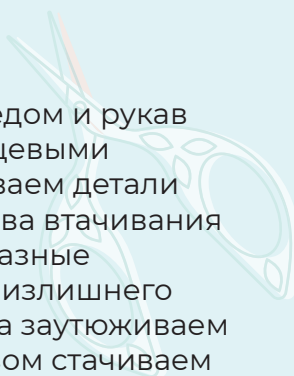 едом и рукав
цевыми
ваем детали
ва втачивания
азные
излишнего
а заутюживаем
ом стачиваем